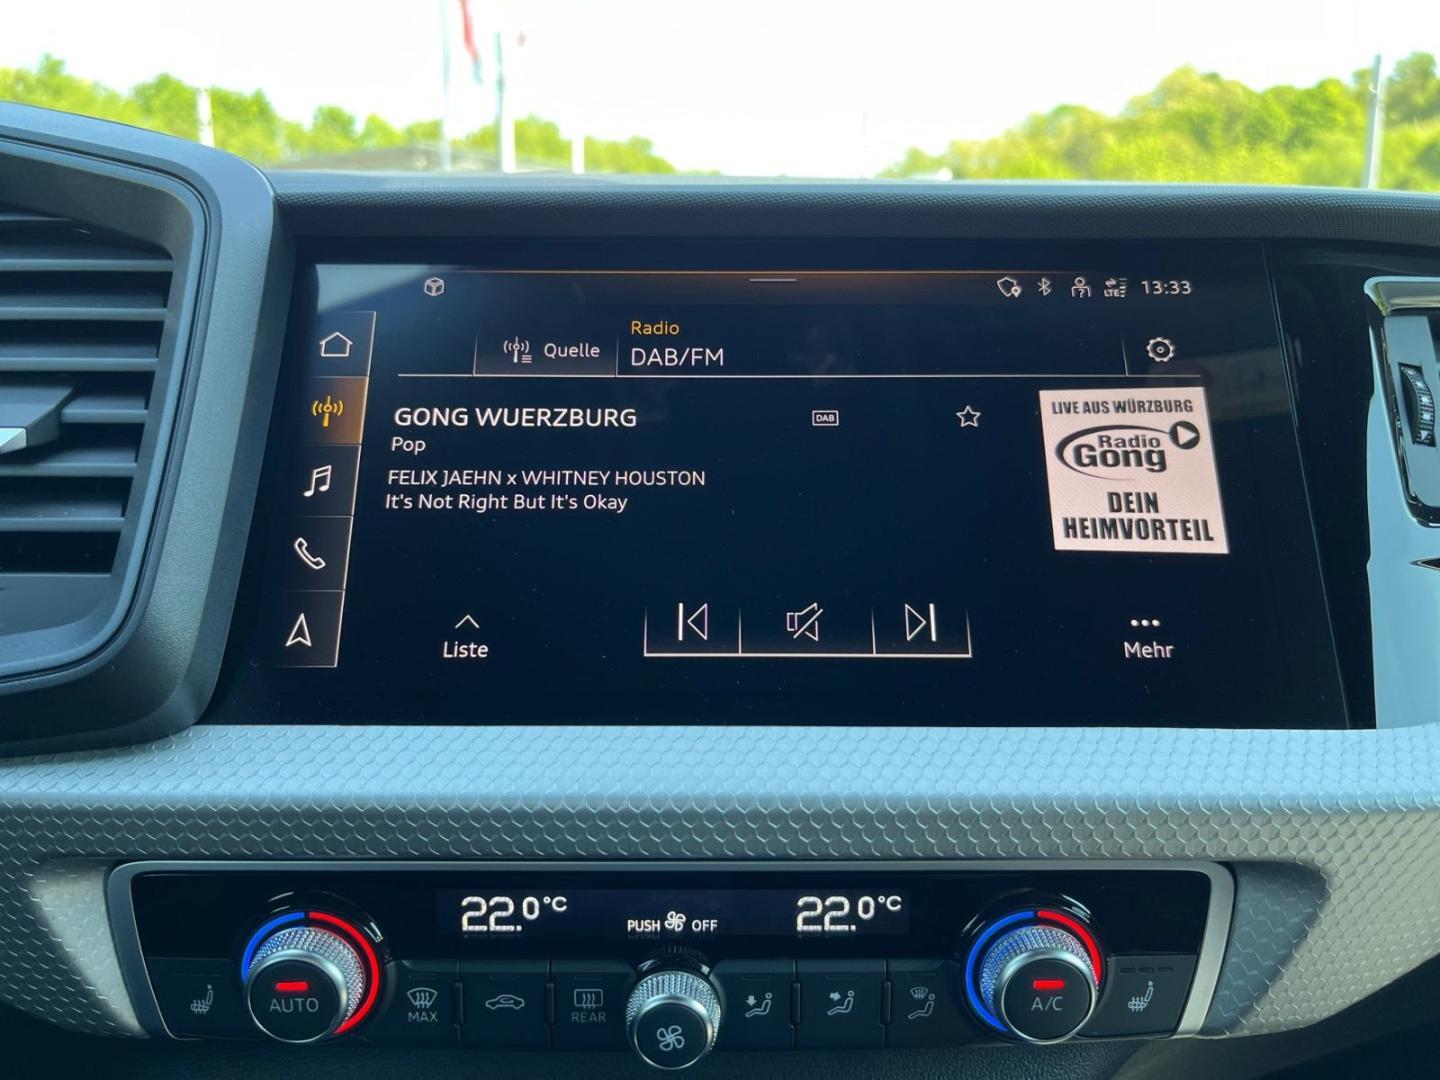 LTE
13:33
Quelle
Radio
DAB/FM
GONG WUERZBURG
DAB
Pop
FELIX JAEHN x WHITNEY HOUSTON
It's Not Right But It's Okay
LIVE AUS WÜRZBURG
Radio
Gong
DEIN
HEIMVORTEIL
Liste
Mehr
22.0°C
PUSH OFF
22.0°C
AUTO
MAX
REAR
A/C